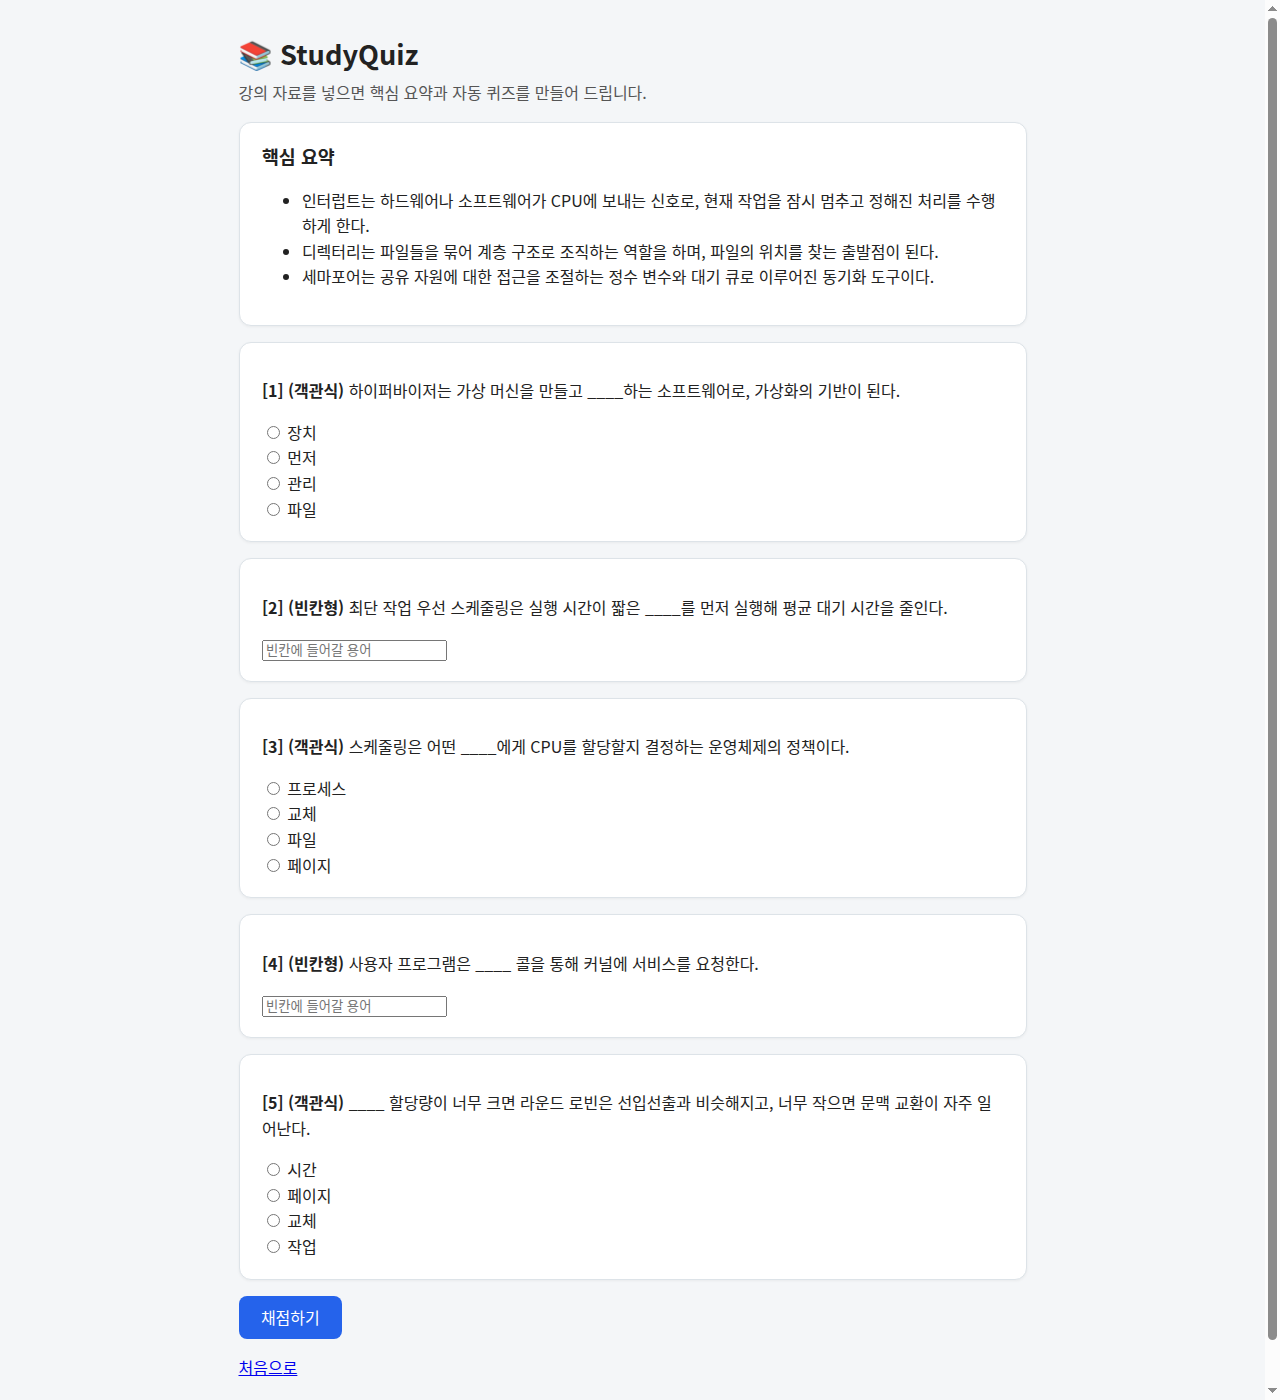 📚 StudyQuiz
강의 자료를 넣으면 핵심 요약과 자동 퀴즈를 만들어 드립니다.
핵심 요약
• 인터럽트는 하드웨어나 소프트웨어가 CPU에 보내는 신호로, 현재 작업을 잠시 멈추고 정해진 처리를 수행
하게 한다.
• 디렉터리는 파일들을 묶어 계층 구조로 조직하는 역할을 하며, 파일의 위치를 찾는 출발점이 된다.
• 세마포어는 공유 자원에 대한 접근을 조절하는 정수 변수와 대기 큐로 이루어진 동기화 도구이다.
[1] (객관식) 하이퍼바이저는 가상 머신을 만들고 ____하는 소프트웨어로, 가상화의 기반이 된다.
장치
먼저
관리
파일
[2] (빈칸형) 최단 작업 우선 스케줄링은 실행 시간이 짧은 ____를 먼저 실행해 평균 대기 시간을 줄인다.
빈칸에 들어갈 용어
[3] (객관식) 스케줄링은 어떤 ____에게 CPU를 할당할지 결정하는 운영체제의 정책이다.
프로세스
교체
파일
페이지
[4] (빈칸형) 사용자 프로그램은 ____ 콜을 통해 커널에 서비스를 요청한다.
빈칸에 들어갈 용어
[5] (객관식) ____ 할당량이 너무 크면 라운드 로빈은 선입선출과 비슷해지고, 너무 작으면 문맥 교환이 자주 일
어난다.
시간
페이지
교체
작업
채점하기
처음으로